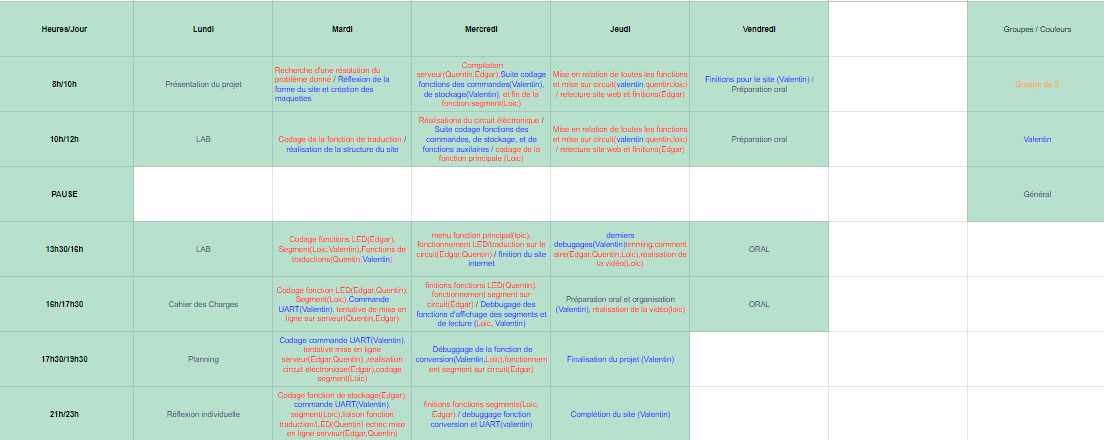 Heures/Jour
Lundi
Mardi
Mercredi
Jeudi
Vendredi
Groupes / Couleurs
8h/10h
Présentation du projet
Recherche d'une résolution du
problème donné / Réflexion de la
forme du site et création des
maquettes
Compilation
serveur(Quentin,Edgar),Suite codage
fonctions des commandes(Valentin),
de stockage(Valentin), et fin de la
fonction segment(Loic)
Mise en relation de toutes les fonctions
et mise sur circuit(valentin,quentin,loic)
/ relecture site web et finitions(Edgar)
Finitions pour le site (Valentin) /
Préparation oral
Groupe de 3
10h/12h
LAB
Codage de la fonction de traduction /
réalisation de la structure du site
Réalisations du circuit éléctronique /
Suite codage fonctions des
commandes, de stockage, et de
fonctions auxiliaires / codage de la
fonction principale (Loic)
Mise en relation de toutes les fonctions
et mise sur circuit(valentin,quentin,loic)
/ relecture site web et finitions(Edgar)
Préparation oral
Valentin
PAUSE
Général
13h30/16h
LAB
Codage fonctions LED(Edgar),
Segment(Loic,Valentin),Fonctions de
traductions(Quentin,Valentin)
menu fonction principal(loic),
fonctionnement LED/traduction sur le
circuit(Edgar,Quentin) / finition du site
internet
derniers
debugages(Valentin)timming,comment
aire(Edgar,Quentin,Loic),réalisation de
la vidéo(Loic)
ORAL
16h/17h30
Cahier des Charges
Codage fonction LED(Edgar,Quentin),
Segment(Loic),Commande
UART(Valentin), tentative de mise en
ligne sur serveur(Quentin,Edgar)
finitions fonctions LED(Quentin),
fonctionnement segment sur
circuit(Edgar) / Debbugage des
fonctions d'affichage des segments et
de lecture (Loic, Valentin)
Préparation oral et organisation
(Valentin), réalisation de la vidéo(loic)
ORAL
17h30/19h30
Planning
Codage commande UART(Valentin),
tentative mise en ligne
serveur(Edgar,Quentin) ,réalisation
circuit éléctronique(Edgar),codage
segment(Loic)
Débuggage de la fonction de
conversion(Valentin,Loic),fonctionnem
ent segment sur circuit(Edgar)
Finalisation du projet (Valentin)
21h/23h
Réflexion individuelle
Codage fonction de stockage(Edgar),
commande UART(Valentin),
segment(Loic),liaison fonction
traduction/LED(Quentin) echec mise
en ligne serveur(Edgar,Quentin)
finitions fonctions segments(Loic,
Edgar) / debuggage fonction
conversion et UART(valentin)
Complétion du site (Valentin)